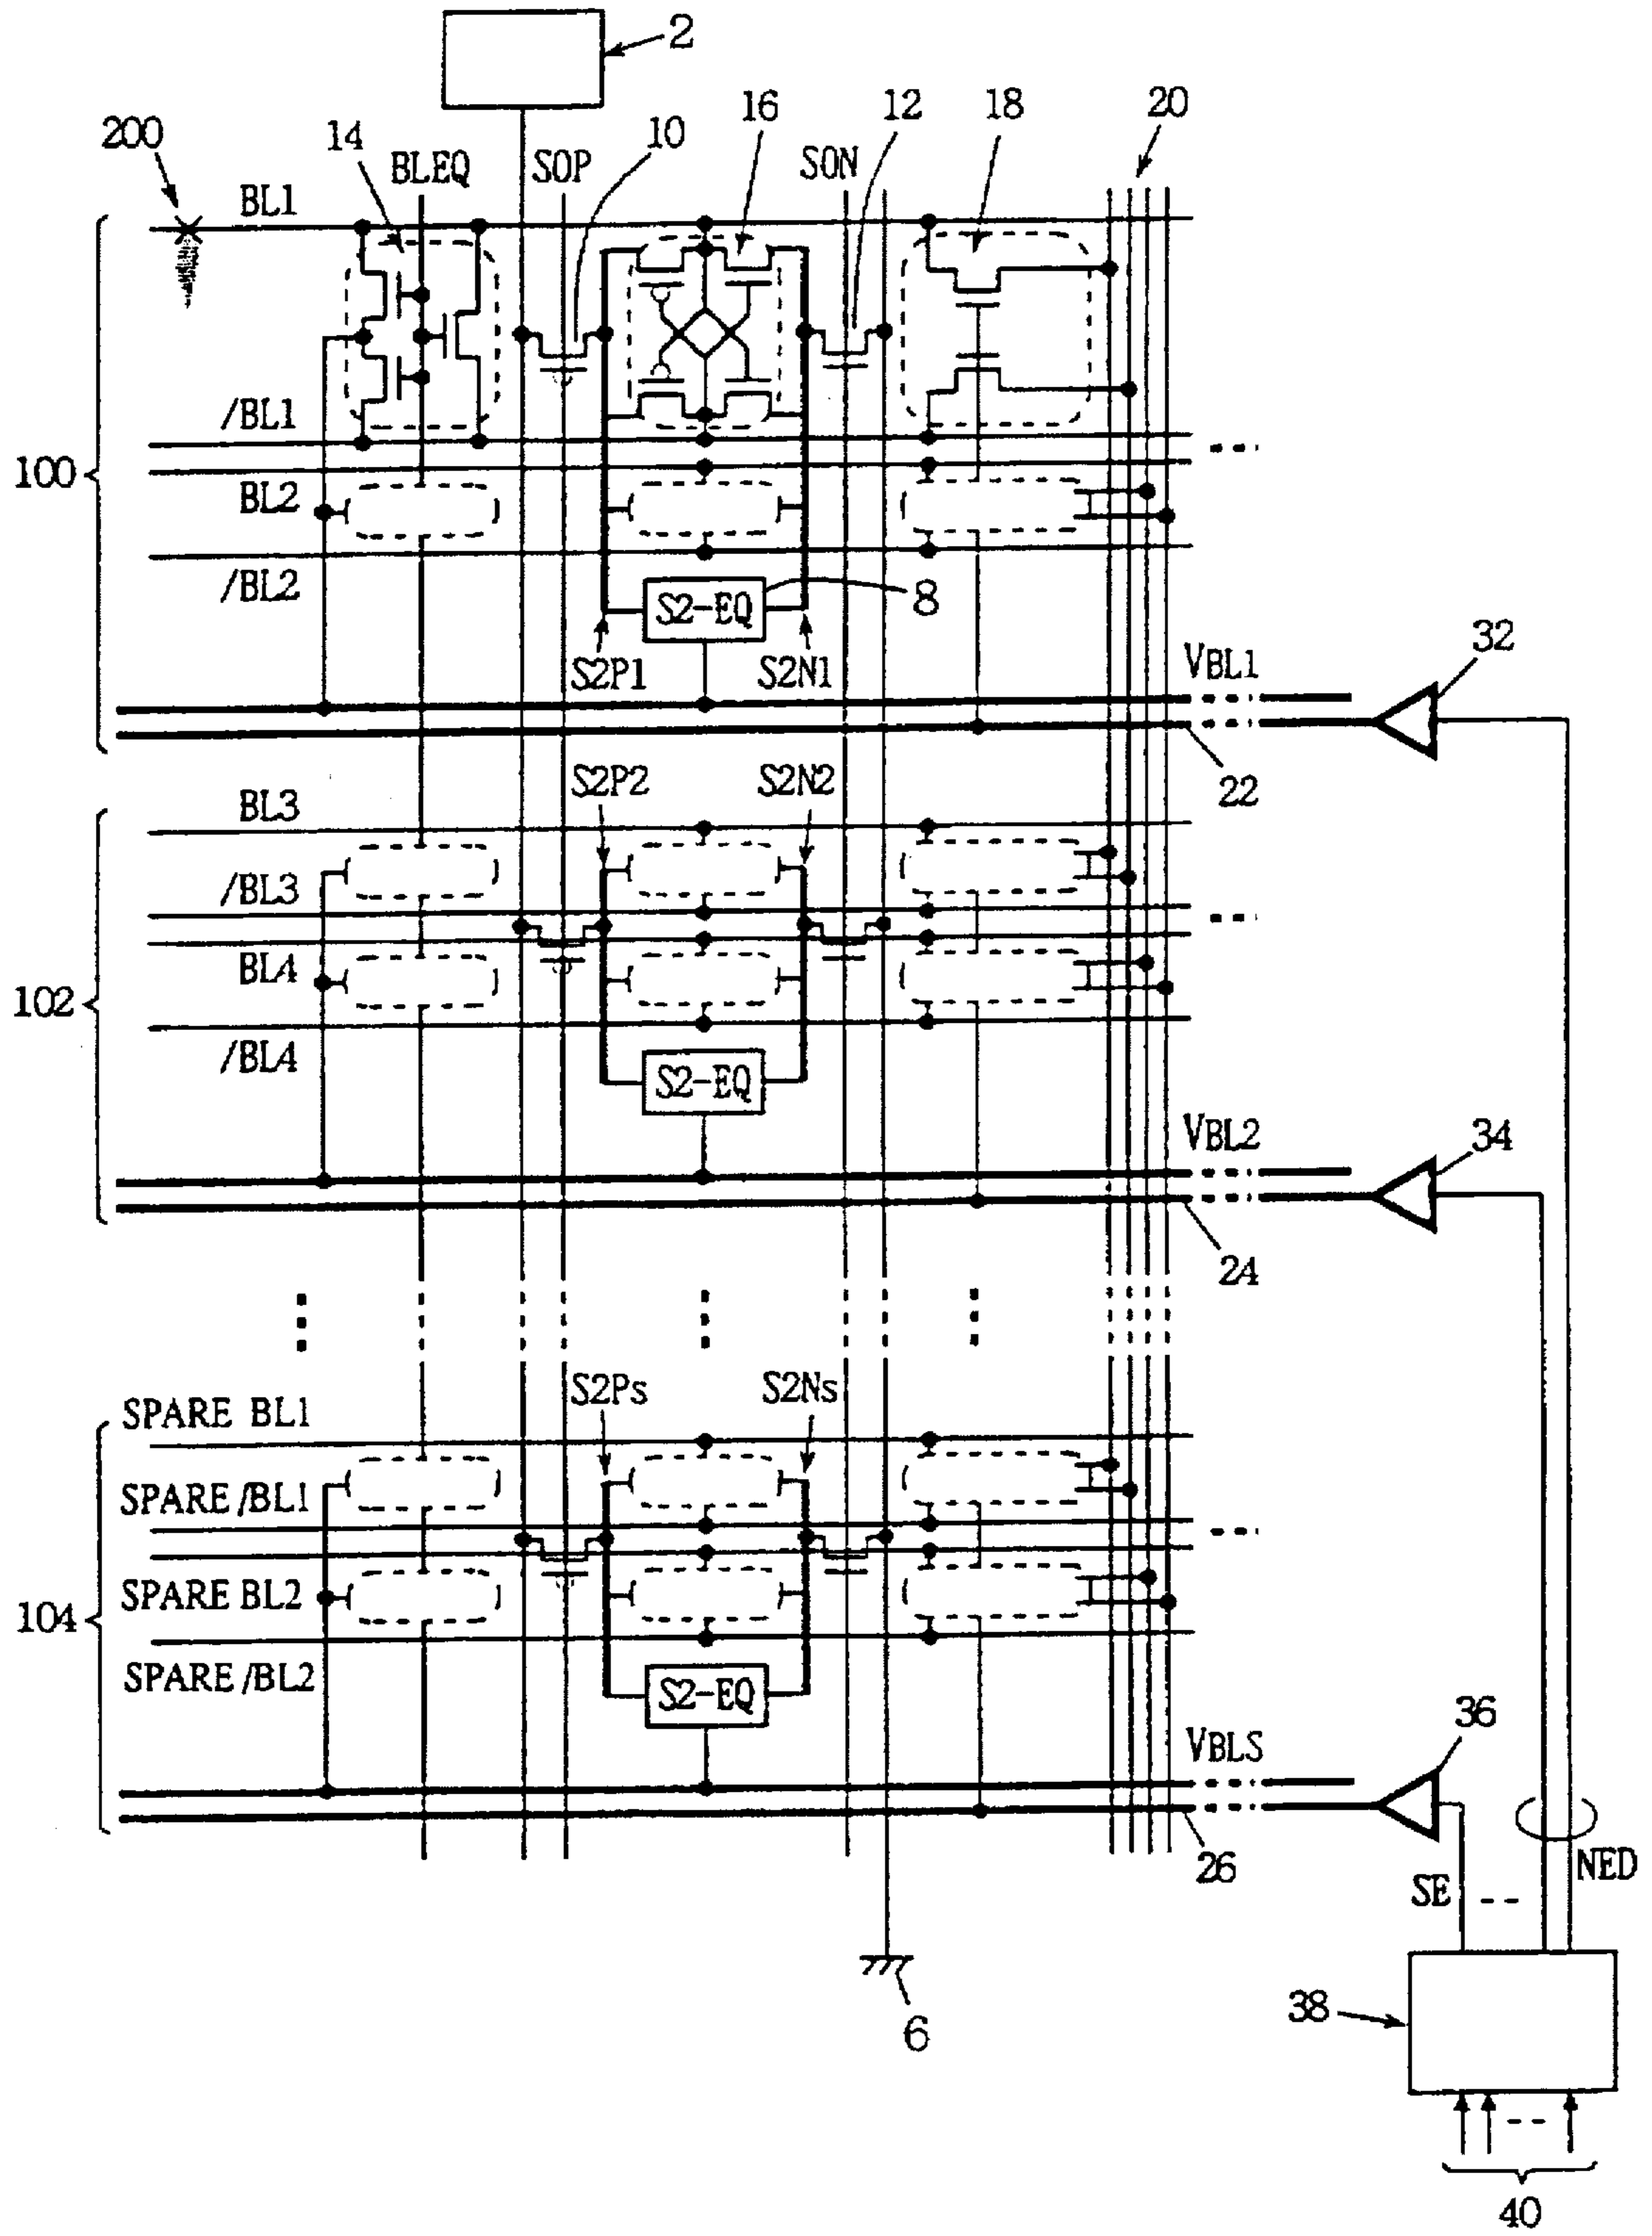 2
200
14
BLEQ
SOP
10
16
SON
12
18
20
BL1
/BL1
100
BL2
/BL2
S2-EQ
8
S2P1
S2N1
VBL1
32
22
S2P2
S2N2
BL3
/BL3
102
BL4
/BL4
S2-EQ
VBL2
34
24
S2Ps
S2Ns
SPARE BL1
SPARE /BL1
104
SPARE BL2
SPARE /BL2
S2-EQ
VBLS
36
26
SE
NED
6
38
40